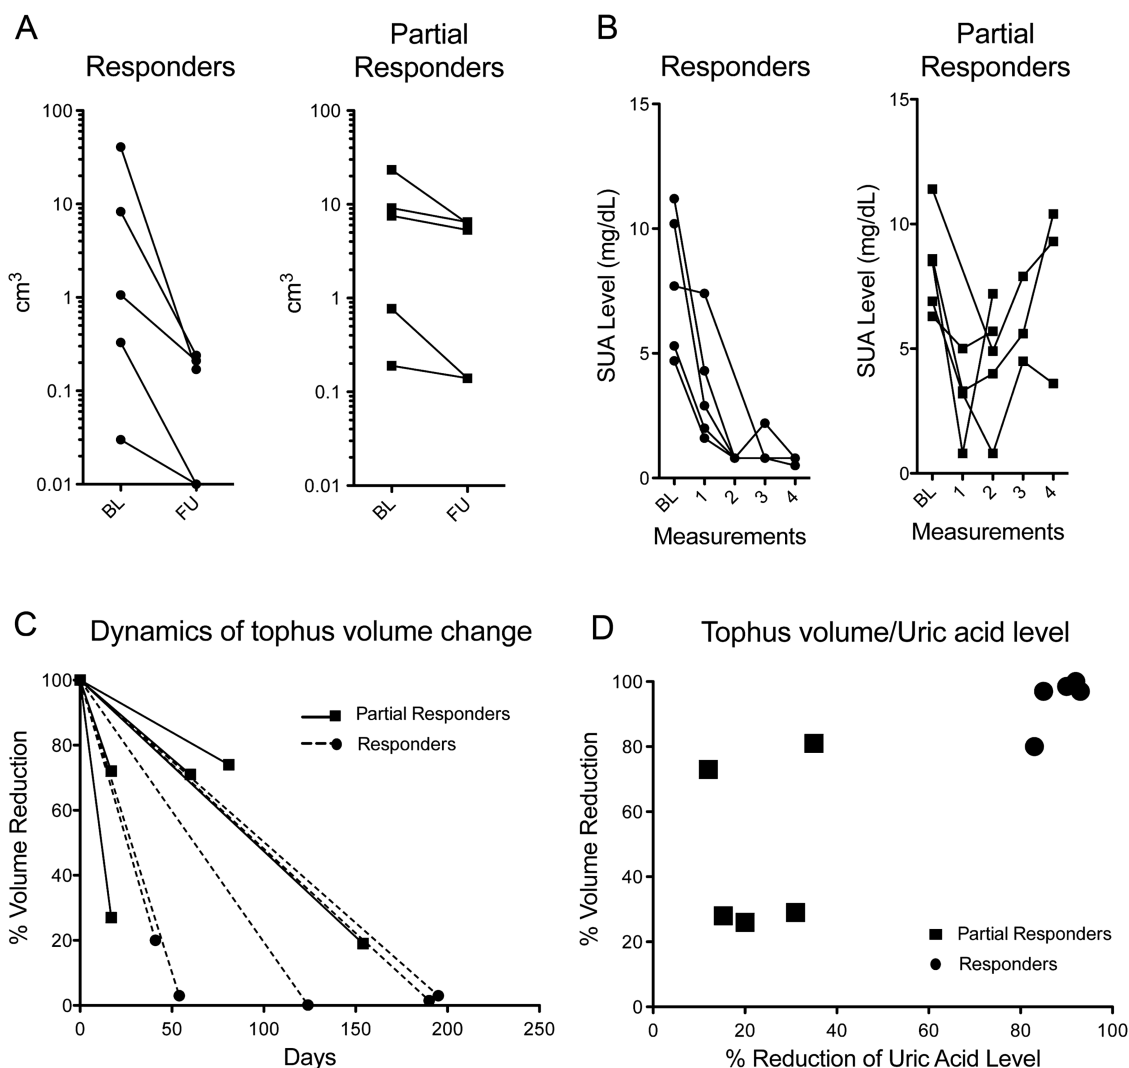 A
Responders
100
10
1
0.1
0.01
cm3
BL
FU
Partial
Responders
100
10
1
0.1
0.01
cm3
BL
FU
B
Responders
15
10
5
0
SUA Level (mg/dL)
BL
1
2
3
4
Measurements
Partial
Responders
15
10
5
0
SUA Level (mg/dL)
BL
1
2
3
4
Measurements
C
Dynamics of tophus volume change
100
80
60
40
20
0
% Volume Reduction
Partial Responders
Responders
0
50
100
150
200
250
Days
D
Tophus volume/Uric acid level
100
80
60
40
20
0
% Volume Reduction
Partial Responders
Responders
0
20
40
60
80
100
% Reduction of Uric Acid Level